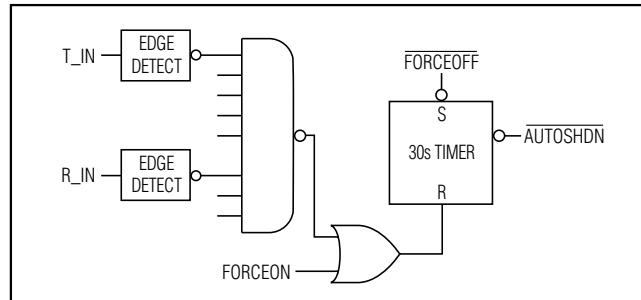 T_IN
EDGE
DETECT
R_IN
EDGE
DETECT
FORCEON
FORCEOFF
S
30s TIMER
R
AUTOSHDN